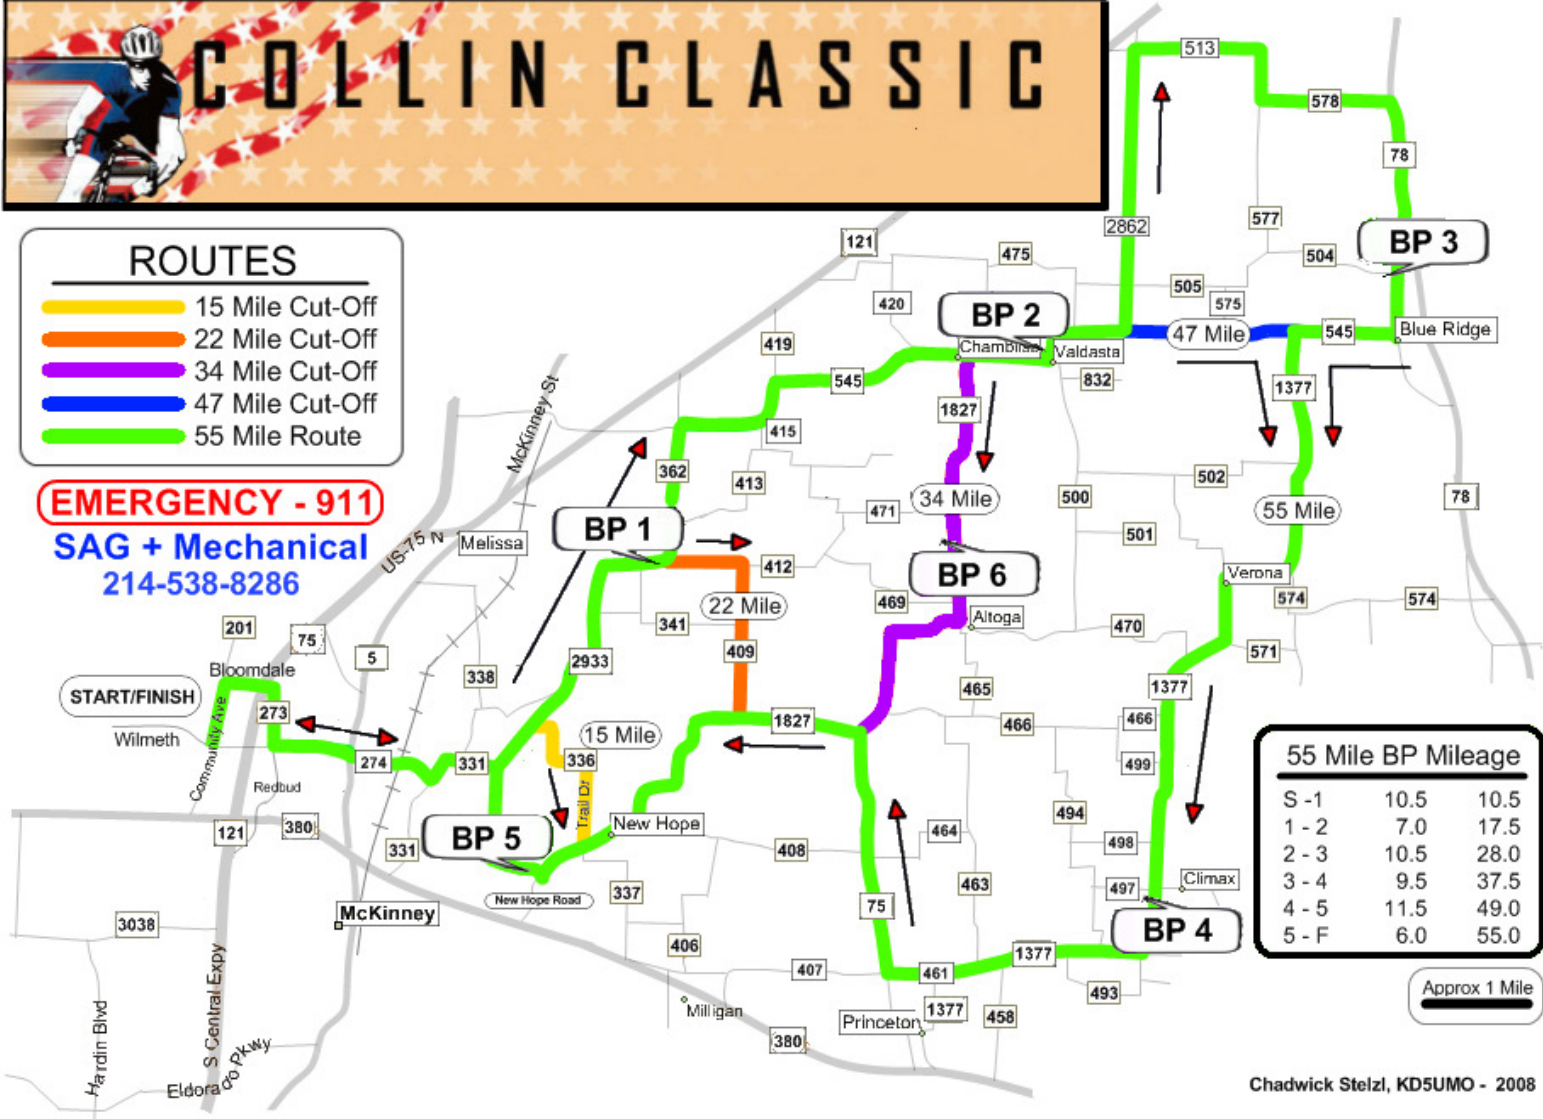 COLLIN CLASSIC
ROUTES
15 Mile Cut-Off
22 Mile Cut-Off
34 Mile Cut-Off
47 Mile Cut-Off
55 Mile Route
EMERGENCY - 911
SAG + Mechanical
214-538-8286
513
578
78
2862
577
BP 3
504
121
475
505
575
420
BP 2
47 Mile
545
Blue Ridge
Valdasta
419
832
545
1377
McKinney St
1827
415
362
413
502
78
34 Mile
500
471
55 Mile
BP 1
501
US-75 N
Melissa
412
BP 6
Verona
22 Mile
469
574
574
201
341
Altoga
470
75
5
409
571
Bloomdale
2933
338
465
1377
START/FINISH
273
1827
466
466
Wilmeth
Community Ave
15 Mile
274
331
336
499
Redbud
Trail Dr
55 Mile BP Mileage
S -1 10.5 10.5
1 - 2 7.0 17.5
2 - 3 10.5 28.0
3 - 4 9.5 37.5
4 - 5 11.5 49.0
5 - F 6.0 55.0
494
121
380
BP 5
New Hope
464
331
408
498
463
497
Climax
337
New Hope Road
75
McKinney
3038
BP 4
406
1377
407
461
493
Approx 1 Mile
Milligan
1377
458
Princeton
380
S Central Expy
Hardin Blvd
Eldorado PKwy
Chadwick Stelzl, KD5UMO - 2008